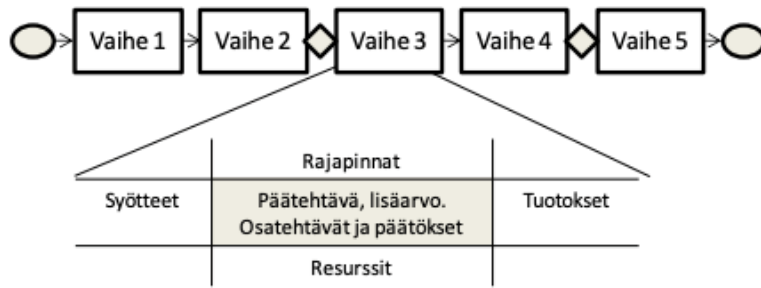 Vaihe 1
Vaihe 2
Vaihe 3
Vaihe 4
Vaihe 5
Rajapinnat
Syötteet
Päätehtävä, lisäarvo.
Osatehtävät ja päätökset
Tuotokset
Resurssit